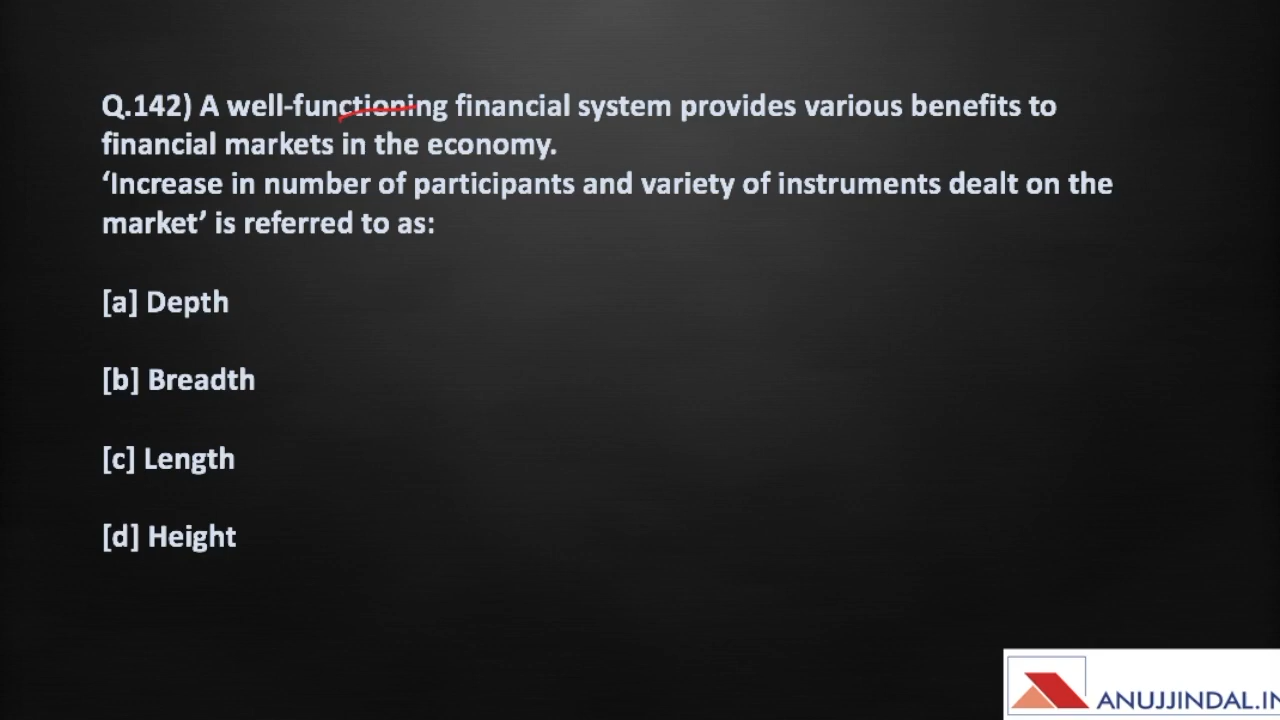 Q.142) A well-functioning financial system provides various benefits to
financial markets in the economy.
‘Increase in number of participants and variety of instruments dealt on the
market’ is referred to as:
[a] Depth
[b] Breadth
[c] Length
[d] Height
ANUJJINDAL.IN